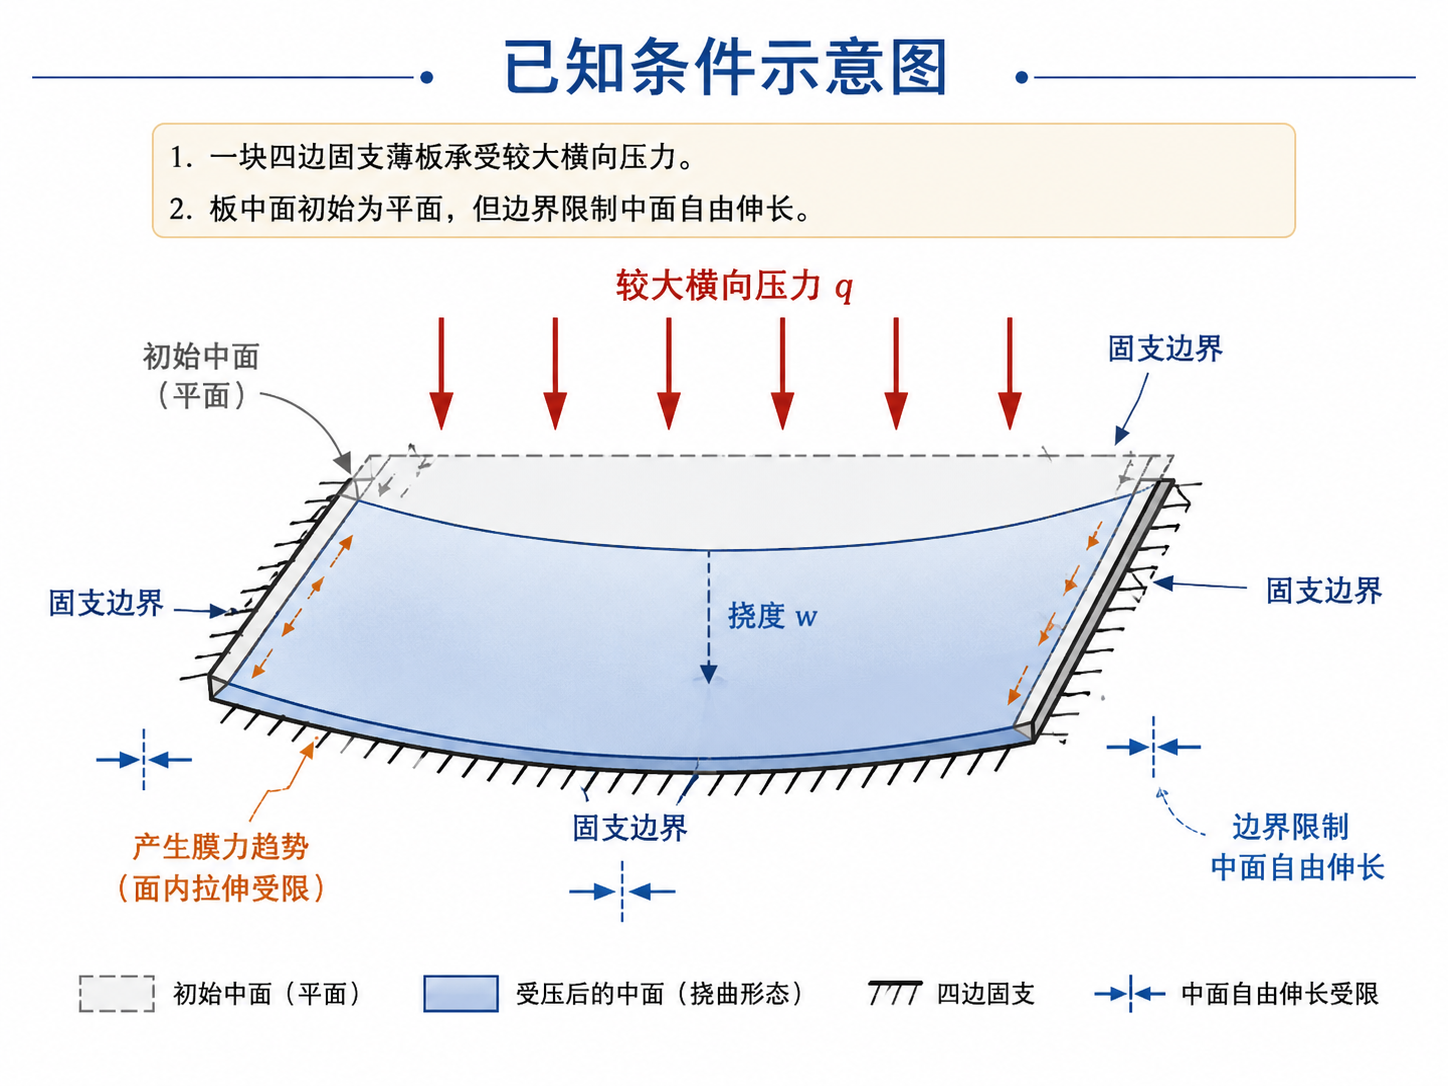 已知条件示意图
1. 一块四边固支薄板承受较大横向压力。
2. 板中面初始为平面，但边界限制中面自由伸长。
较大横向压力 q
初始中面
（平面）
固支边界
固支边界
固支边界
挠度 w
固支边界
产生膜力趋势
（面内拉伸受限）
边界限制
中面自由伸长
初始中面（平面）
受压后的中面（挠曲形态）
四边固支
中面自由伸长受限